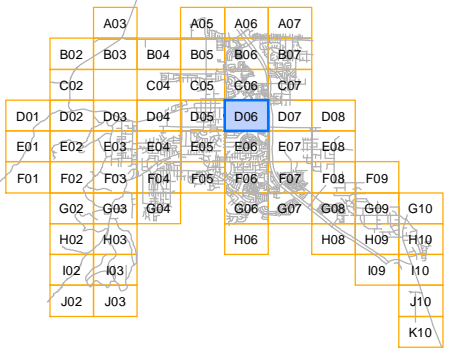 A03 A05 A06 A07
B02 B03 B04 B05 B06 B07
C02 C04 C05 C06 C07
D01 D02 D03 D04 D05 D06 D07 D08
E01 E02 E03 E04 E05 E06 E07 E08
F01 F02 F03 F04 F05 F06 F07 F08 F09
G02 G03 G04 G06 G07 G08 G09 G10
H02 H03 H06 H08 H09 H10
I02 I03 I09 I10
J02 J03 J10
K10